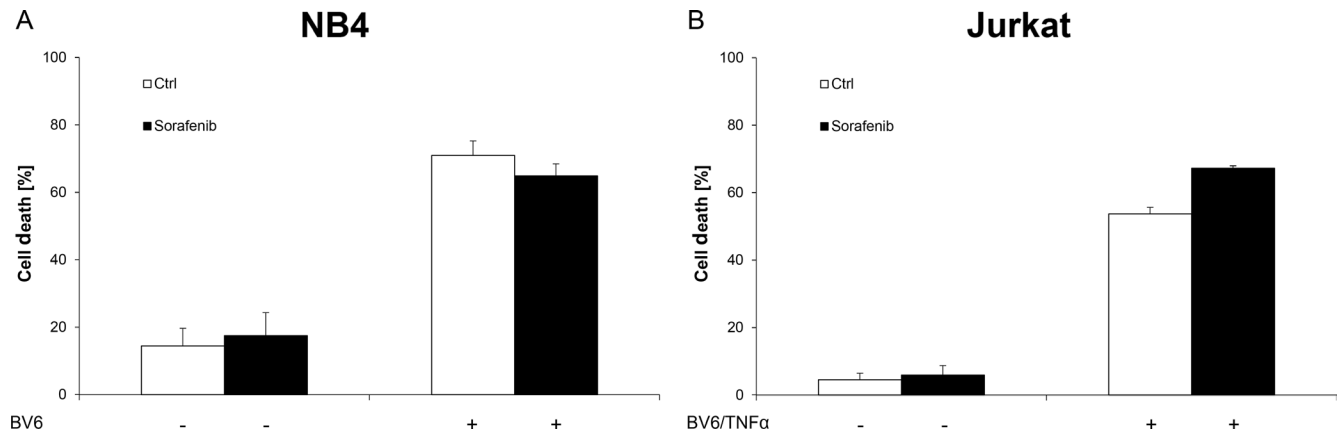 A
NB4
100
80
60
40
20
0
Cell death [%]
Ctrl
Sorafenib
BV6 - - + +
B
Jurkat
100
80
60
40
20
0
Cell death [%]
Ctrl
Sorafenib
BV6/TNFα - - + +